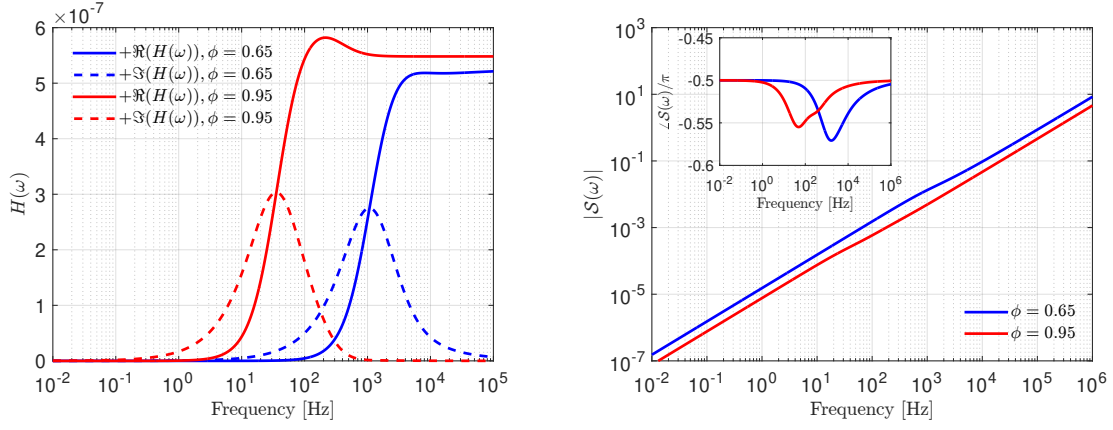 ×10^-7
6
5
4
3
2
1
0
H(ω)
+ℜ(H(ω)), ϕ = 0.65
+ℑ(H(ω)), ϕ = 0.65
+ℜ(H(ω)), ϕ = 0.95
+ℑ(H(ω)), ϕ = 0.95
10^-2 10^-1 10^0 10^1 10^2 10^3 10^4 10^5
Frequency [Hz]
10^1
10^-1
10^-3
10^-5
10^-7
|𝒮(ω)|
-0.45
-0.5
-0.55
-0.6
∠𝒮(ω)/π
10^-2 10^0 10^2 10^4 10^6
Frequency [Hz]
ϕ = 0.65
ϕ = 0.95
10^-2 10^-1 10^0 10^1 10^2 10^3 10^4 10^5 10^6
Frequency [Hz]